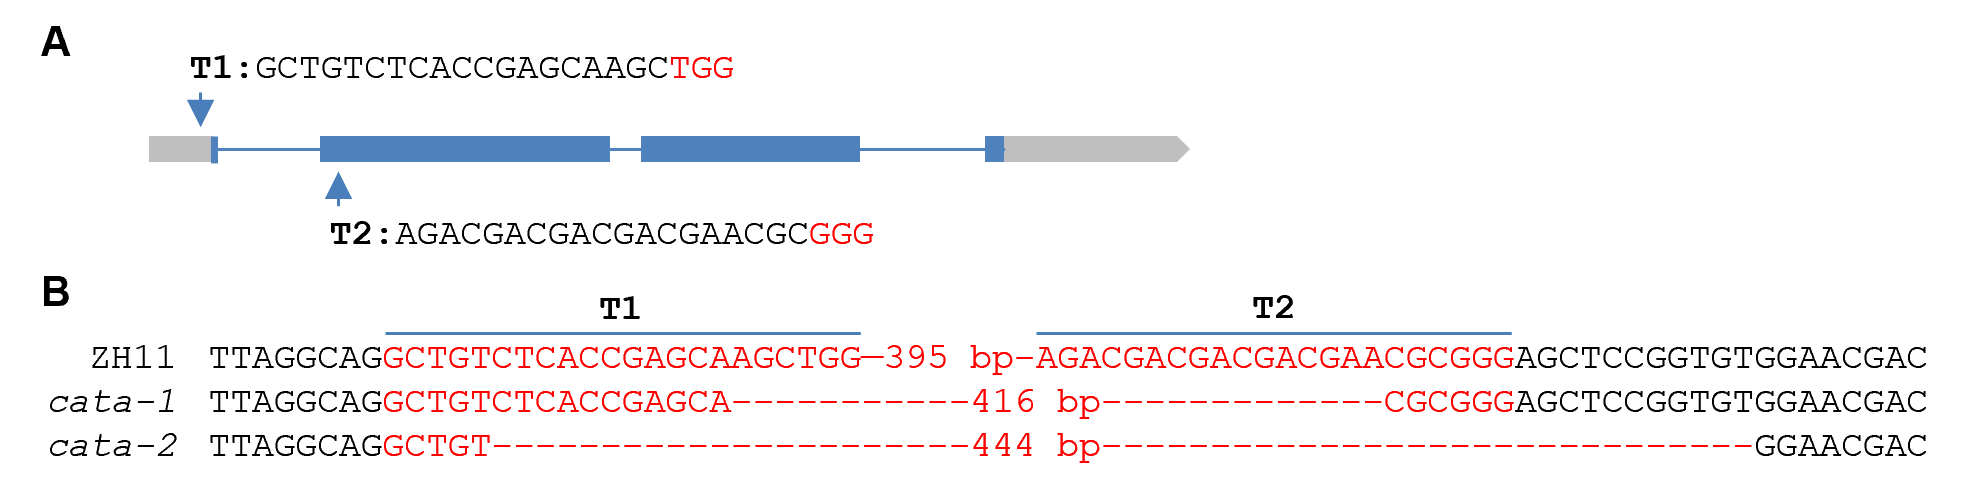 A
T1:GCTGTCTCACCGAGCAAGCTGG
T2:AGACGACGACGACGAACGCGGG
B
T1 T2
ZH11 TTAGGCAGGCTGTCTCACCGAGCAAGCTGG—395 bp-AGACGACGACGACGAACGCGGGAGCTCCGGTGTGGAACGAC
cata-1 TTAGGCAGGCTGTCTCACCGAGCA-----------416 bp-------------CGCGGGAGCTCCGGTGTGGAACGAC
cata-2 TTAGGCAGGCTGT----------------------444 bp------------------------------GGAACGAC